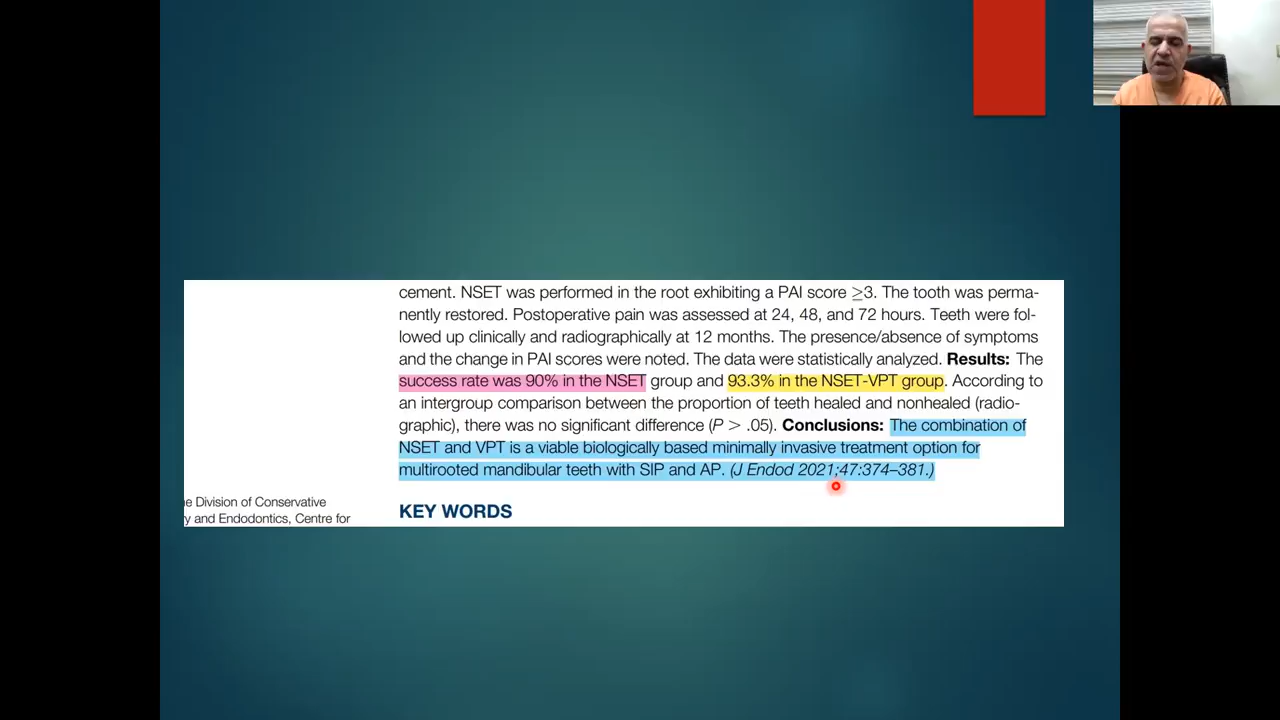 cement. NSET was performed in the root exhibiting a PAI score ≥3. The tooth was perma-
nently restored. Postoperative pain was assessed at 24, 48, and 72 hours. Teeth were fol-
lowed up clinically and radiographically at 12 months. The presence/absence of symptoms
and the change in PAI scores were noted. The data were statistically analyzed. Results: The
success rate was 90% in the NSET group and 93.3% in the NSET-VPT group. According to
an intergroup comparison between the proportion of teeth healed and nonhealed (radio-
graphic), there was no significant difference (P > .05). Conclusions: The combination of
NSET and VPT is a viable biologically based minimally invasive treatment option for
multirooted mandibular teeth with SIP and AP. (J Endod 2021;47:374–381.)
e Division of Conservative
y and Endodontics, Centre for
KEY WORDS